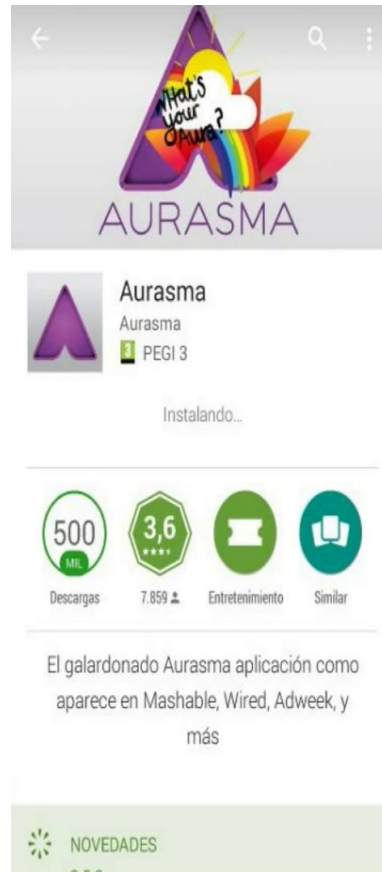 What's
your
Aura?
AURASMA
Aurasma
Aurasma
3 PEGI 3
Instalando...
500
MIL
3,6
Descargas
7.859
Entretenimiento
Similar
El galardonado Aurasma aplicación como
aparece en Mashable, Wired, Adweek, y
más
NOVEDADES